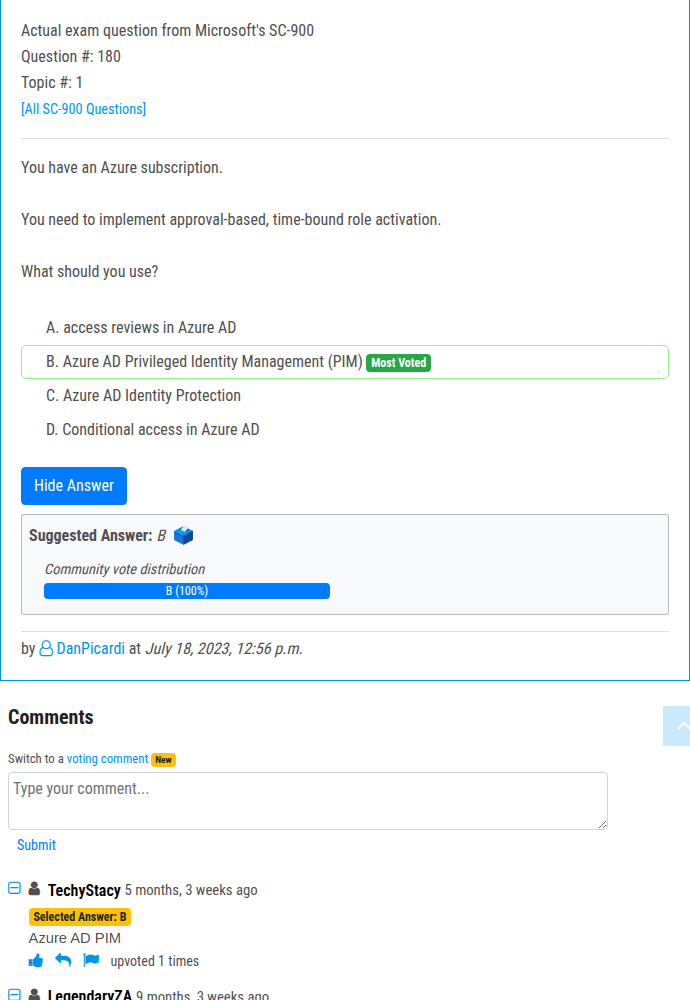 Actual exam question from Microsoft's SC-900
Question #: 180
Topic #: 1
[All SC-900 Questions]
You have an Azure subscription.
You need to implement approval-based, time-bound role activation.
What should you use?
A. access reviews in Azure AD
B. Azure AD Privileged Identity Management (PIM) Most Voted
C. Azure AD Identity Protection
D. Conditional access in Azure AD
Hide Answer
Suggested Answer: B
Community vote distribution
B (100%)
by DanPicardi at July 18, 2023, 12:56 p.m.
Comments
Switch to a voting comment New
Type your comment...
Submit
TechyStacy 5 months, 3 weeks ago
Selected Answer: B
Azure AD PIM
upvoted 1 times
LegendaryZA 9 months, 3 weeks ago